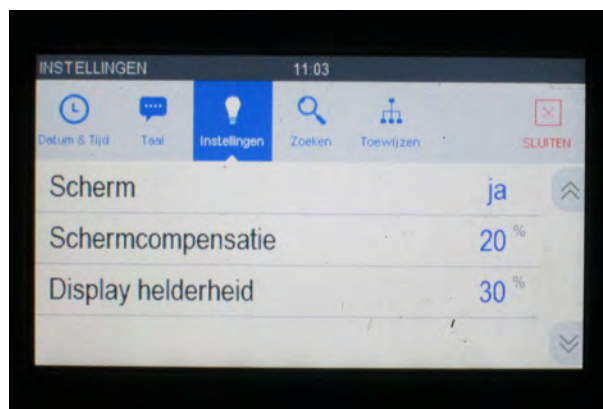 INSTELLINGEN 11:03
Datum & Tijd Taal Instellingen Zoeken Toewijzen SLUITEN
Scherm ja
Schermcompensatie 20 %
Display helderheid 30 %